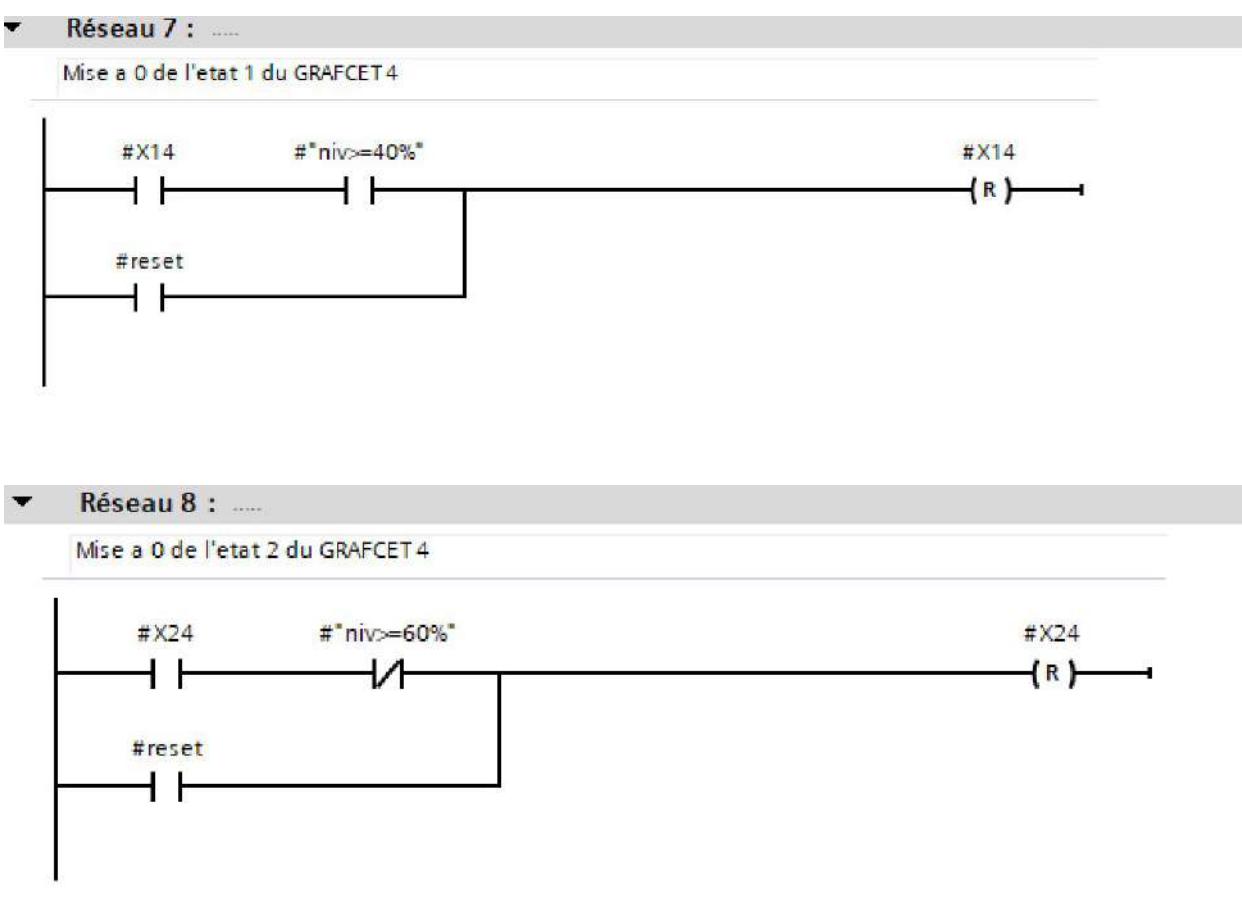 Réseau 7 : .....
Mise a 0 de l'etat 1 du GRAFCET 4
#X14 #"niv>=40%" #X14
( R )
#reset
Réseau 8 : .....
Mise a 0 de l'etat 2 du GRAFCET 4
#X24 #"niv>=60%" #X24
( R )
#reset